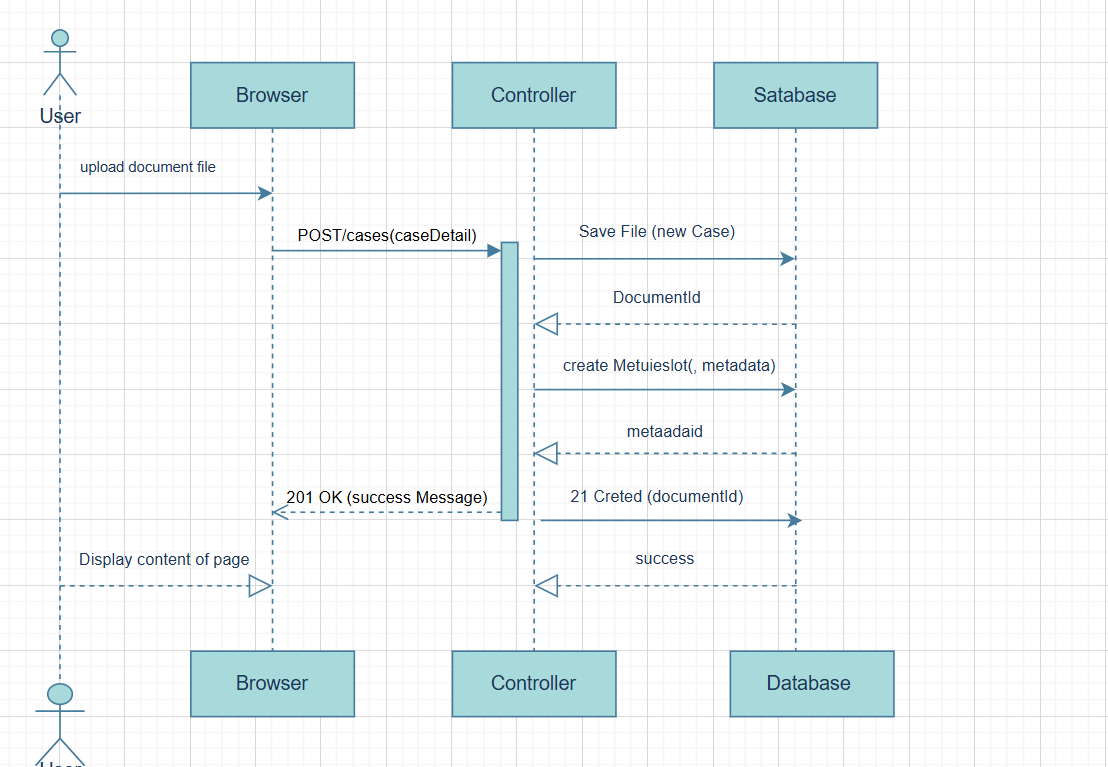 User
Browser
Controller
Satabase
upload document file
POST/cases(caseDetail)
Save File (new Case)
DocumentId
create Metuieslot(, metadata)
metaadaid
201 OK (success Message)
21 Creted (documentId)
Display content of page
success
Browser
Controller
Database
User